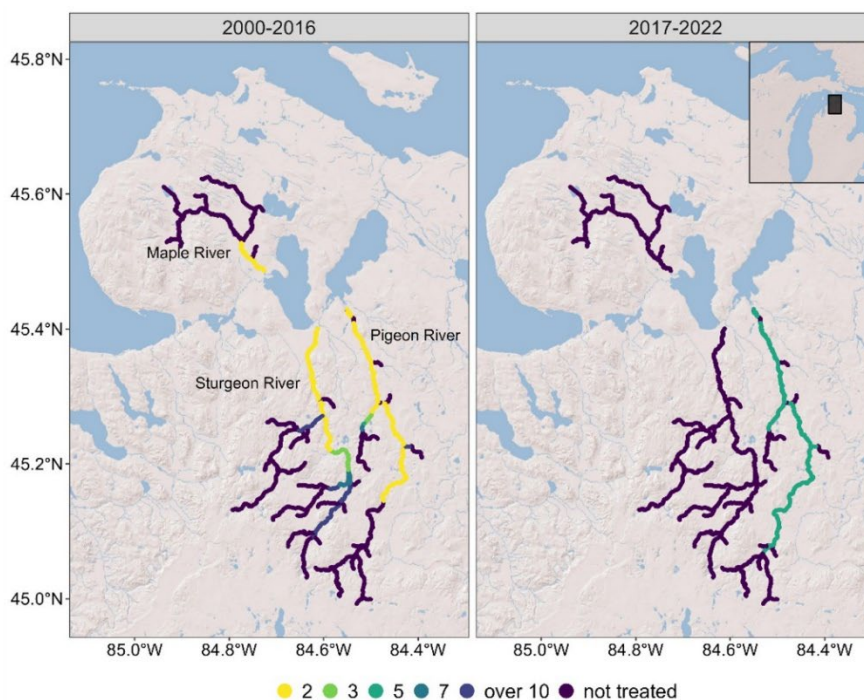 2000-2016
2017-2022
45.8°N
45.6°N
Maple River
45.4°N
Pigeon River
Sturgeon River
45.2°N
45.0°N
85.0°W 84.8°W 84.6°W 84.4°W
85.0°W 84.8°W 84.6°W 84.4°W
2 3 5 7 over 10 not treated